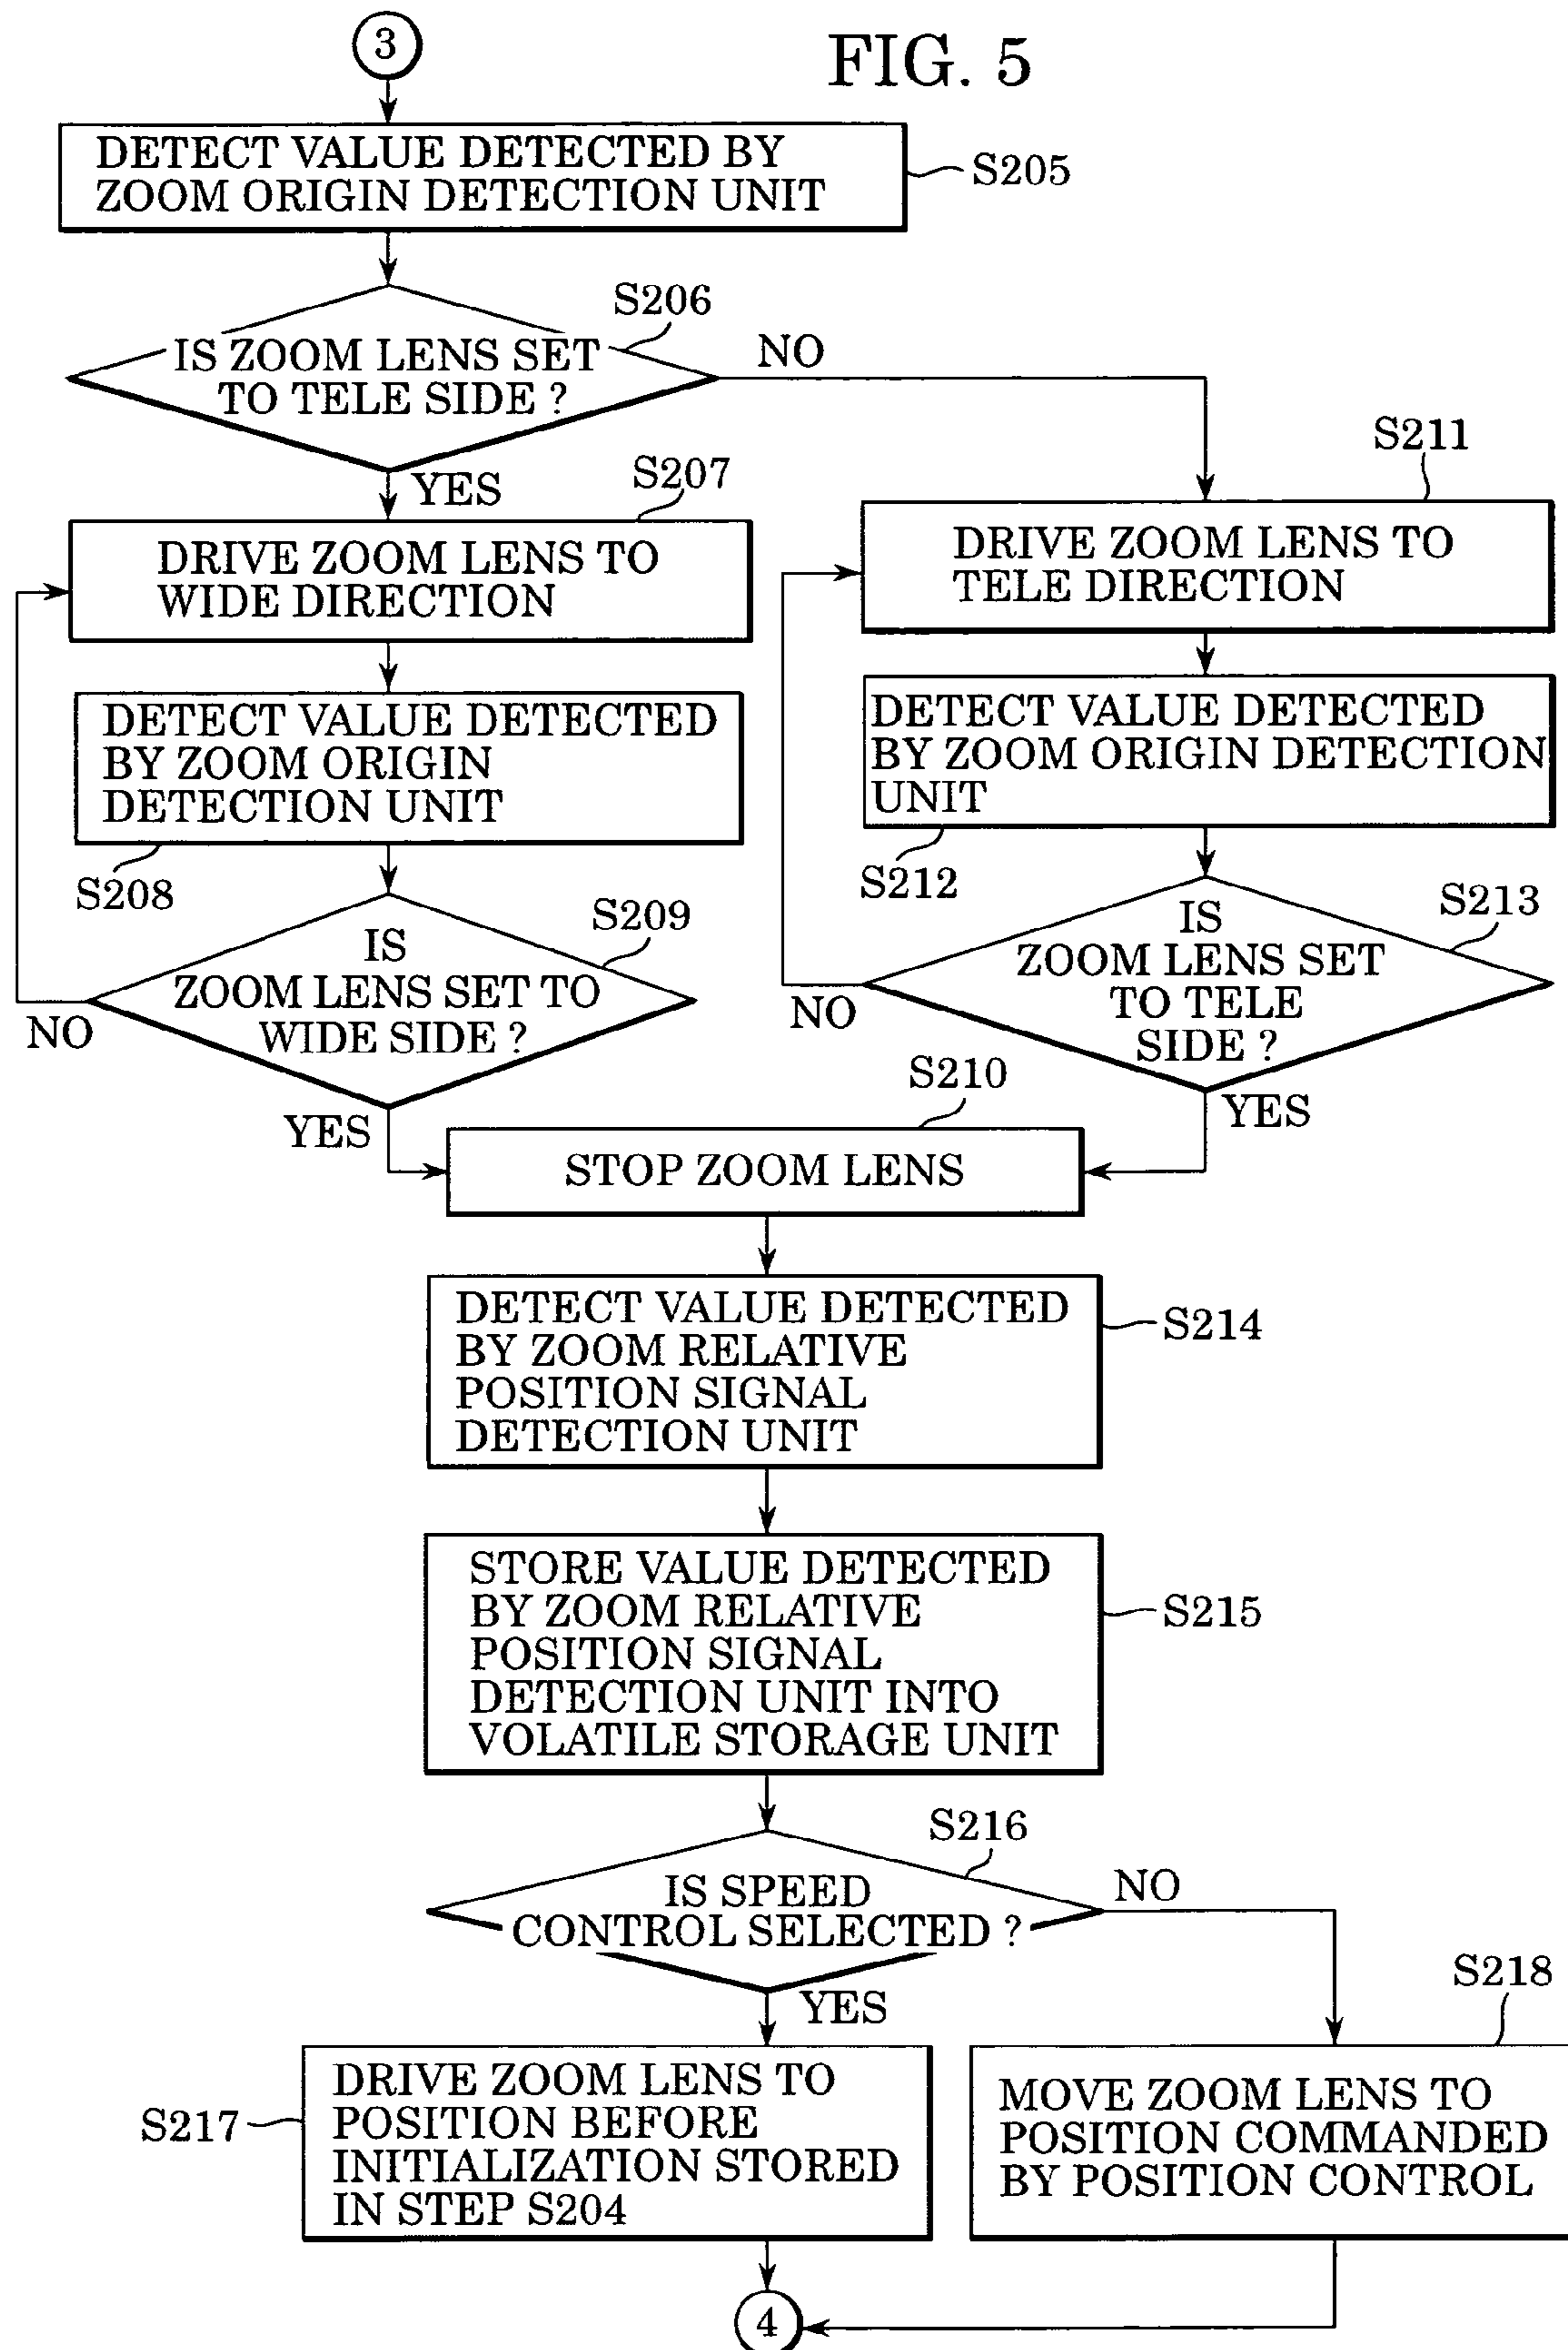 3
FIG. 5
DETECT VALUE DETECTED BY
ZOOM ORIGIN DETECTION UNIT
S205
S206
IS ZOOM LENS SET
TO TELE SIDE ?
NO
YES
S207
DRIVE ZOOM LENS TO
WIDE DIRECTION
S211
DRIVE ZOOM LENS TO
TELE DIRECTION
DETECT VALUE DETECTED
BY ZOOM ORIGIN
DETECTION UNIT
S208
DETECT VALUE DETECTED
BY ZOOM ORIGIN DETECTION
UNIT
S212
S209
IS
ZOOM LENS SET TO
WIDE SIDE ?
NO
YES
S213
IS
ZOOM LENS SET
TO TELE
SIDE ?
NO
YES
S210
STOP ZOOM LENS
DETECT VALUE DETECTED
BY ZOOM RELATIVE
POSITION SIGNAL
DETECTION UNIT
S214
STORE VALUE DETECTED
BY ZOOM RELATIVE
POSITION SIGNAL
DETECTION UNIT INTO
VOLATILE STORAGE UNIT
S215
S216
IS SPEED
CONTROL SELECTED ?
NO
YES
S217
DRIVE ZOOM LENS TO
POSITION BEFORE
INITIALIZATION STORED
IN STEP S204
S218
MOVE ZOOM LENS TO
POSITION COMMANDED
BY POSITION CONTROL
4